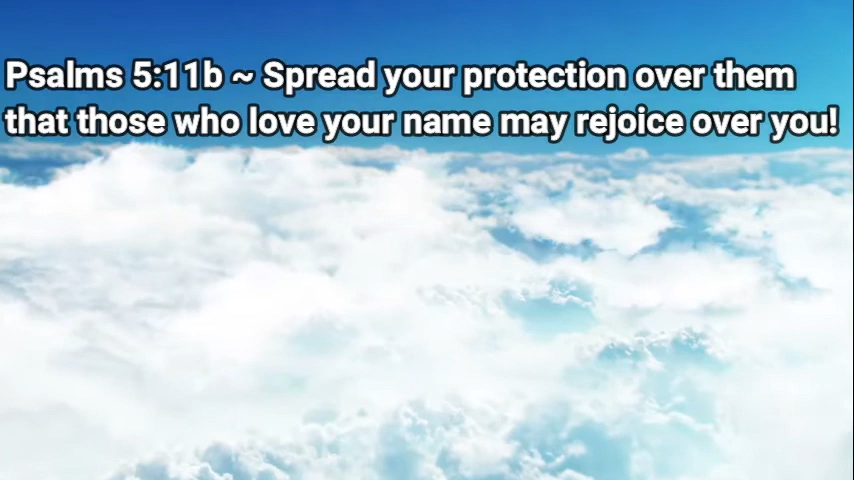 Psalms 5:11b ~ Spread your protection over them
that those who love your name may rejoice over you!